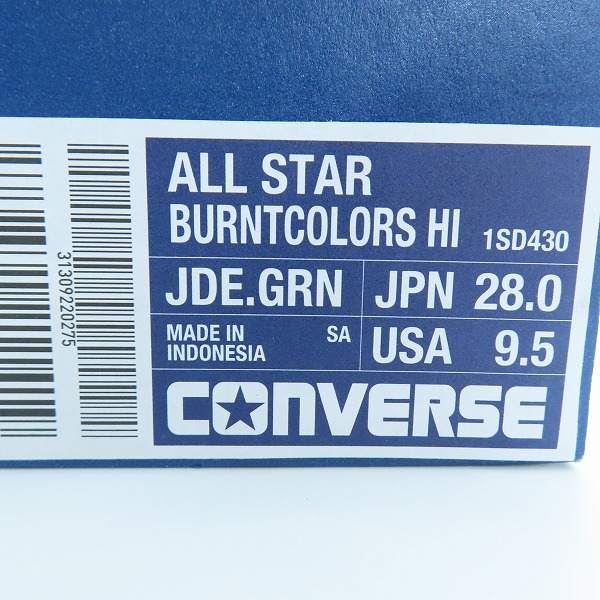 ALL STAR
BURNTCOLORS HI 1SD430
JDE.GRN JPN 28.0
MADE IN INDONESIA SA USA 9.5
CONVERSE
31309220275